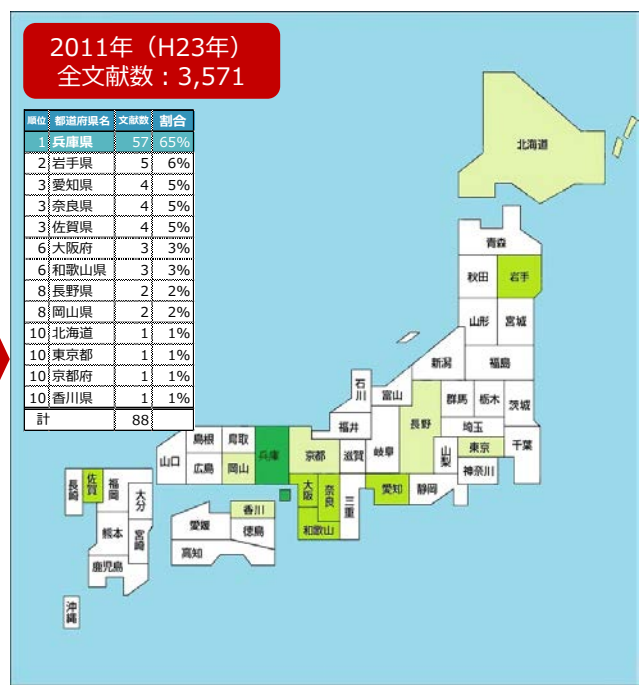 2011年（H23年）
全文献数：3,571
順位 都道府県名 文献数 割合
1 兵庫県 57 65%
2 岩手県 5 6%
3 愛知県 4 5%
3 奈良県 4 5%
3 佐賀県 4 5%
6 大阪府 3 3%
6 和歌山県 3 3%
8 長野県 2 2%
8 岡山県 2 2%
10 北海道 1 1%
10 東京都 1 1%
10 京都府 1 1%
10 香川県 1 1%
計 88
北海道
青森
秋田 岩手
山形 宮城
新潟 福島
石川 富山 長野 群馬 栃木 茨城
福井 岐阜 埼玉
島根 鳥取 兵庫 京都 滋賀 山梨 東京 千葉
山口 広島 岡山 神奈川
長崎 佐賀 福岡 大分 大阪 奈良 三重 愛知 静岡
香川
愛媛 徳島 和歌山
熊本 宮崎 高知
鹿児島
沖縄